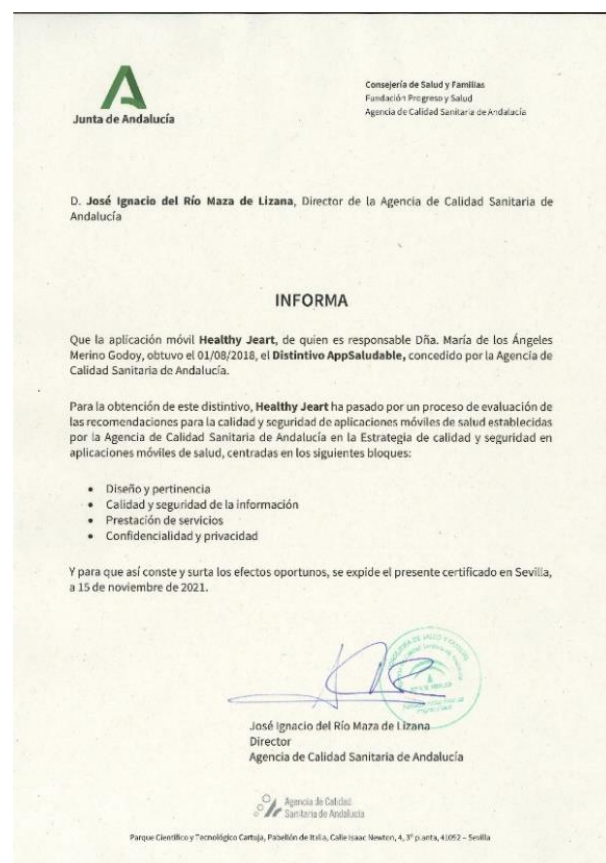 Junta de Andalucía
Consejería de Salud y Familias
Fundación Progreso y Salud
Agencia de Calidad Sanitaria de Andalucía
D. José Ignacio del Río Maza de Lizana, Director de la Agencia de Calidad Sanitaria de
Andalucía
INFORMA
Que la aplicación móvil Healthy Jeart, de quien es responsable Dña. María de los Ángeles
Merino Godoy, obtuvo el 01/08/2018, el Distintivo AppSaludable, concedido por la Agencia de
Calidad Sanitaria de Andalucía.
Para la obtención de este distintivo, Healthy Jeart ha pasado por un proceso de evaluación de
las recomendaciones para la calidad y seguridad de aplicaciones móviles de salud establecidas
por la Agencia de Calidad Sanitaria de Andalucía en la Estrategia de calidad y seguridad en
aplicaciones móviles de salud, centradas en los siguientes bloques:
• Diseño y pertinencia
• Calidad y seguridad de la información
• Prestación de servicios
• Confidencialidad y privacidad
Y para que así conste y surta los efectos oportunos, se expide el presente certificado en Sevilla,
a 15 de noviembre de 2021.
José Ignacio del Río Maza de Lizana
Director
Agencia de Calidad Sanitaria de Andalucía
Agencia de Calidad
Sanitaria de Andalucía
Parque Científico y Tecnológico Cartuja, Pabellón de Italia, Calle Isaac Newton, 4, 3ª planta, 41092 – Sevilla